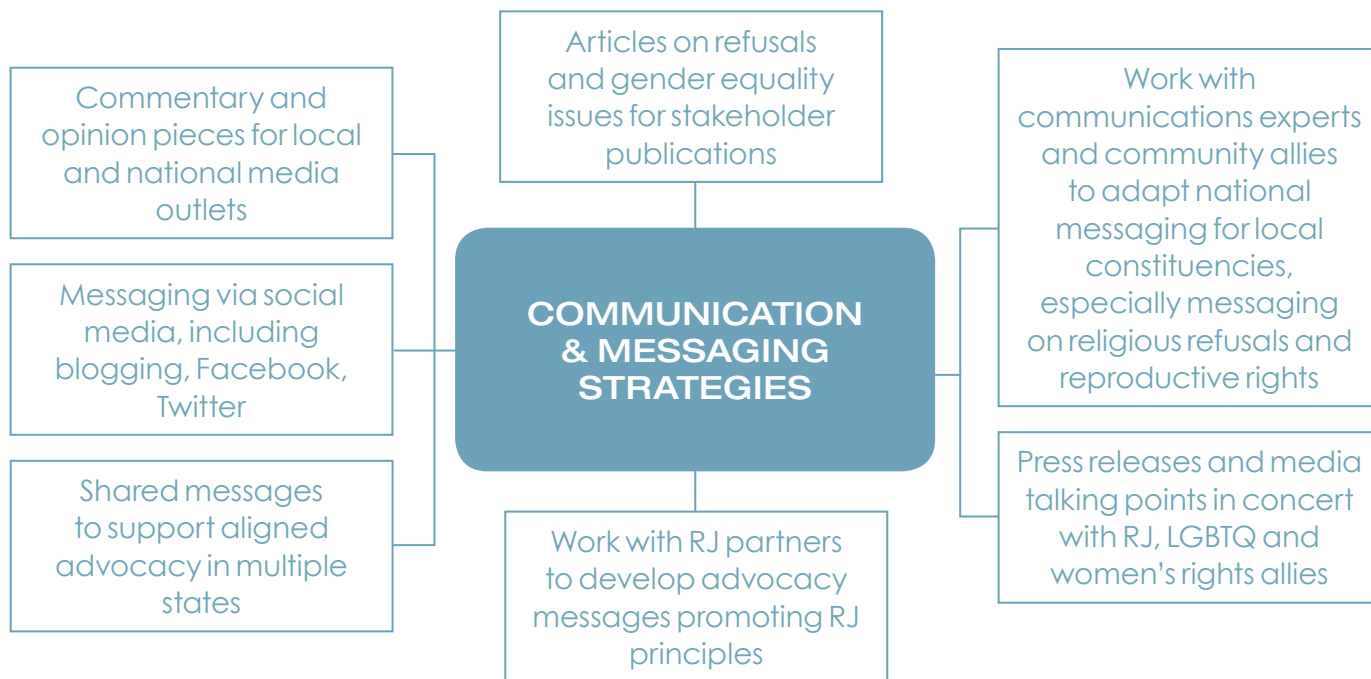 Commentary and
opinion pieces for local
and national media
outlets
Messaging via social
media, including
blogging, Facebook,
Twitter
Shared messages
to support aligned
advocacy in multiple
states
Articles on refusals
and gender equality
issues for stakeholder
publications
COMMUNICATION
& MESSAGING
STRATEGIES
Work with RJ partners
to develop advocacy
messages promoting RJ
principles
Work with
communications experts
and community allies
to adapt national
messaging for local
constituencies,
especially messaging
on religious refusals and
reproductive rights
Press releases and media
talking points in concert
with RJ, LGBTQ and
women’s rights allies